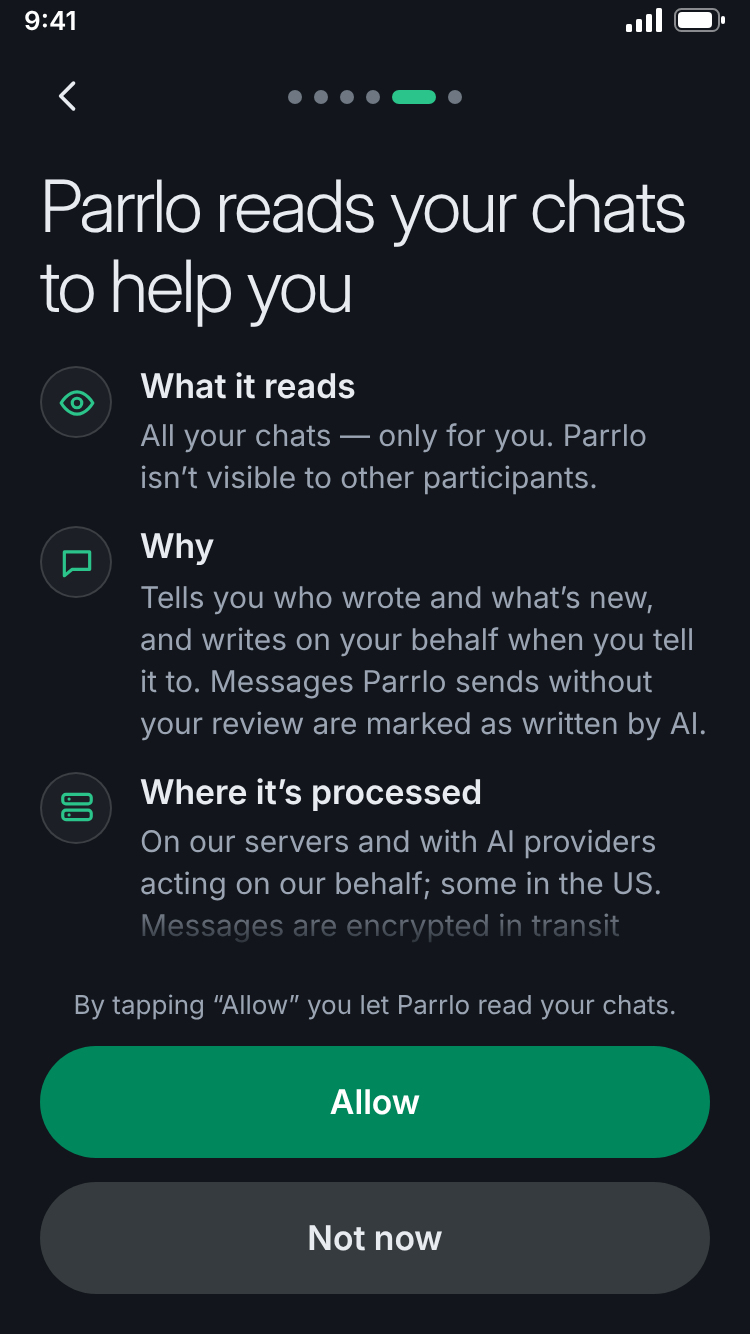 9:41
Parrlo reads your chats
to help you
What it reads
All your chats — only for you. Parrlo
isn’t visible to other participants.
Why
Tells you who wrote and what’s new,
and writes on your behalf when you tell
it to. Messages Parrlo sends without
your review are marked as written by AI.
Where it’s processed
On our servers and with AI providers
acting on our behalf; some in the US.
Messages are encrypted in transit
By tapping “Allow” you let Parrlo read your chats.
Allow
Not now